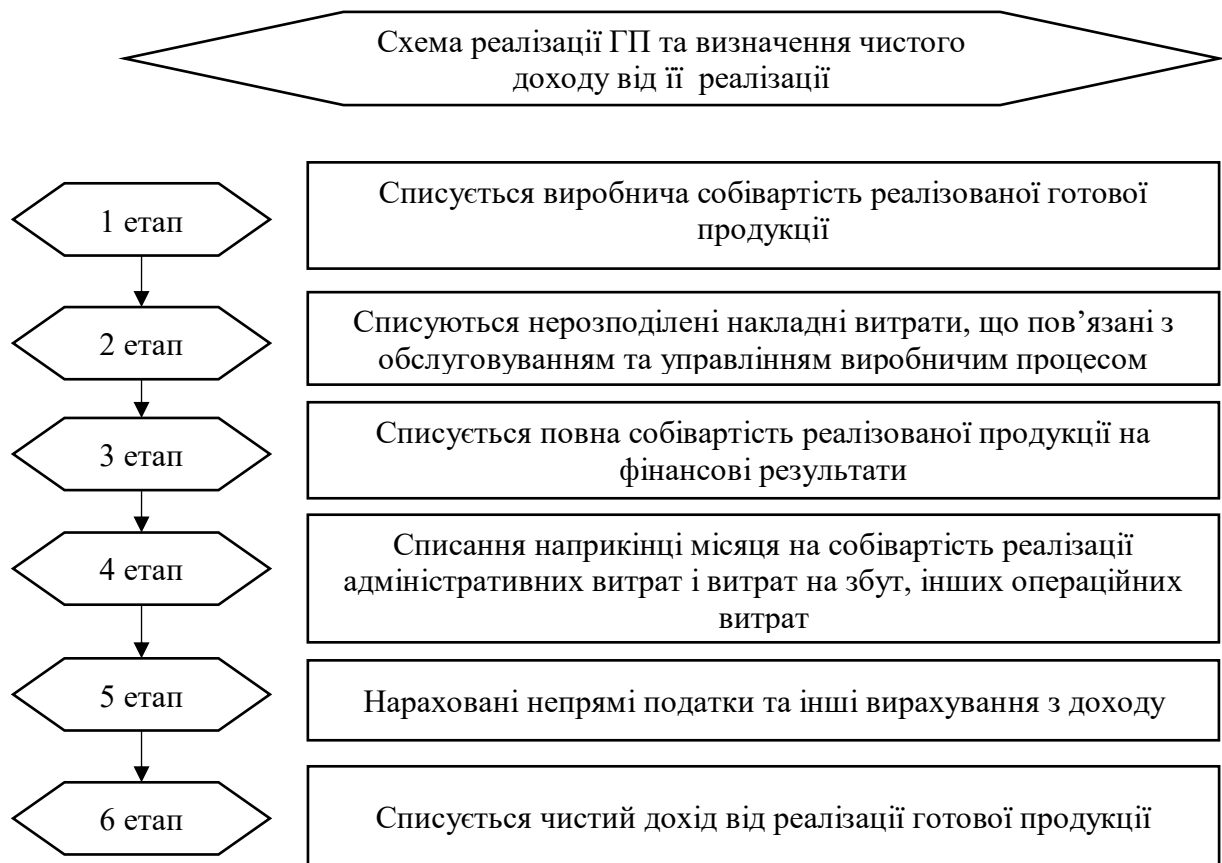 Схема реалізації ГП та визначення чистого
доходу від її реалізації
1 етап
Списується виробнича собівартість реалізованої готової
продукції
2 етап
Списуються нерозподілені накладні витрати, що пов’язані з
обслуговуванням та управлінням виробничим процесом
3 етап
Списується повна собівартість реалізованої продукції на
фінансові результати
4 етап
Списання наприкінці місяця на собівартість реалізації
адміністративних витрат і витрат на збут, інших операційних
витрат
5 етап
Нараховані непрямі податки та інші вирахування з доходу
6 етап
Списується чистий дохід від реалізації готової продукції